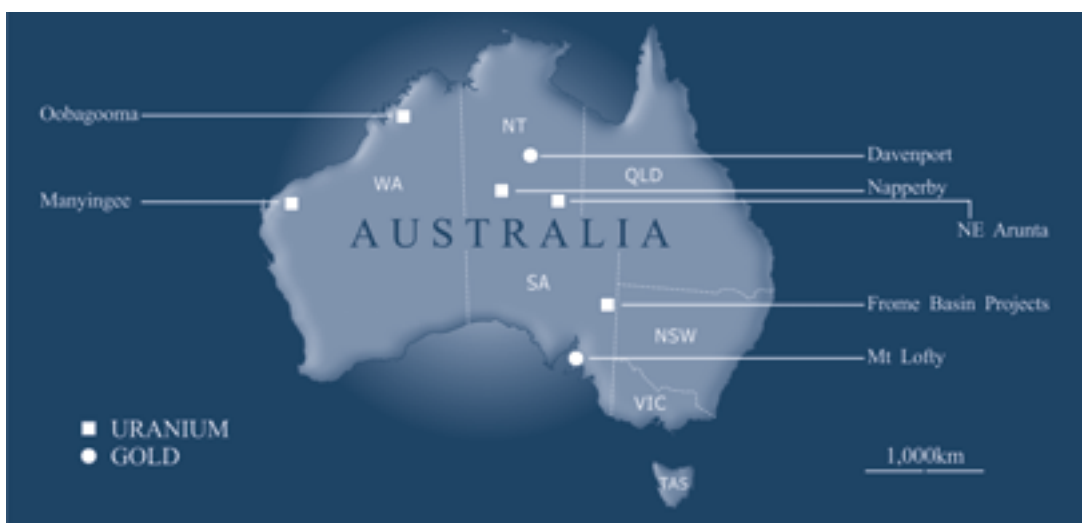 Oobagooma
NT
Davenport
WA
QLD
Napperby
Manyingee
AUSTRALIA
NE Arunta
SA
Frome Basin Projects
NSW
Mt Lofty
VIC
URANIUM
GOLD
1,000km
TAS